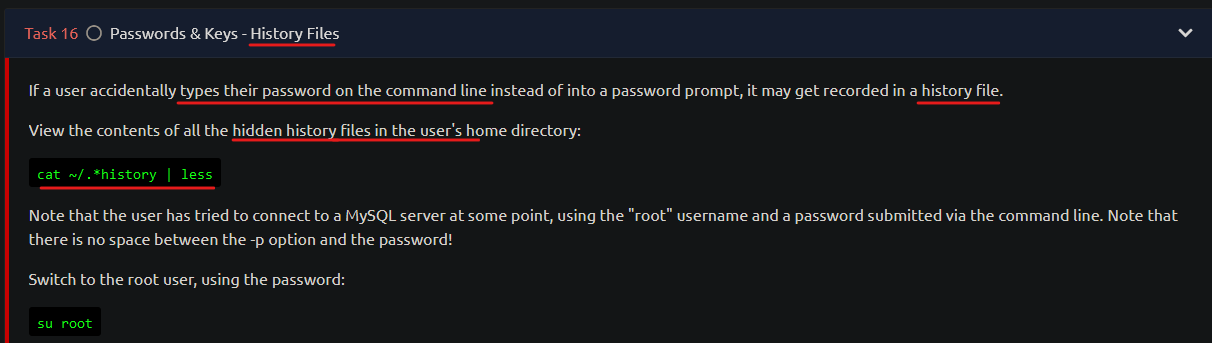 Task 16 Passwords & Keys - History Files
If a user accidentally types their password on the command line instead of into a password prompt, it may get recorded in a history file.
View the contents of all the hidden history files in the user's home directory:
cat ~/.*history | less
Note that the user has tried to connect to a MySQL server at some point, using the "root" username and a password submitted via the command line. Note that
there is no space between the -p option and the password!
Switch to the root user, using the password:
su root